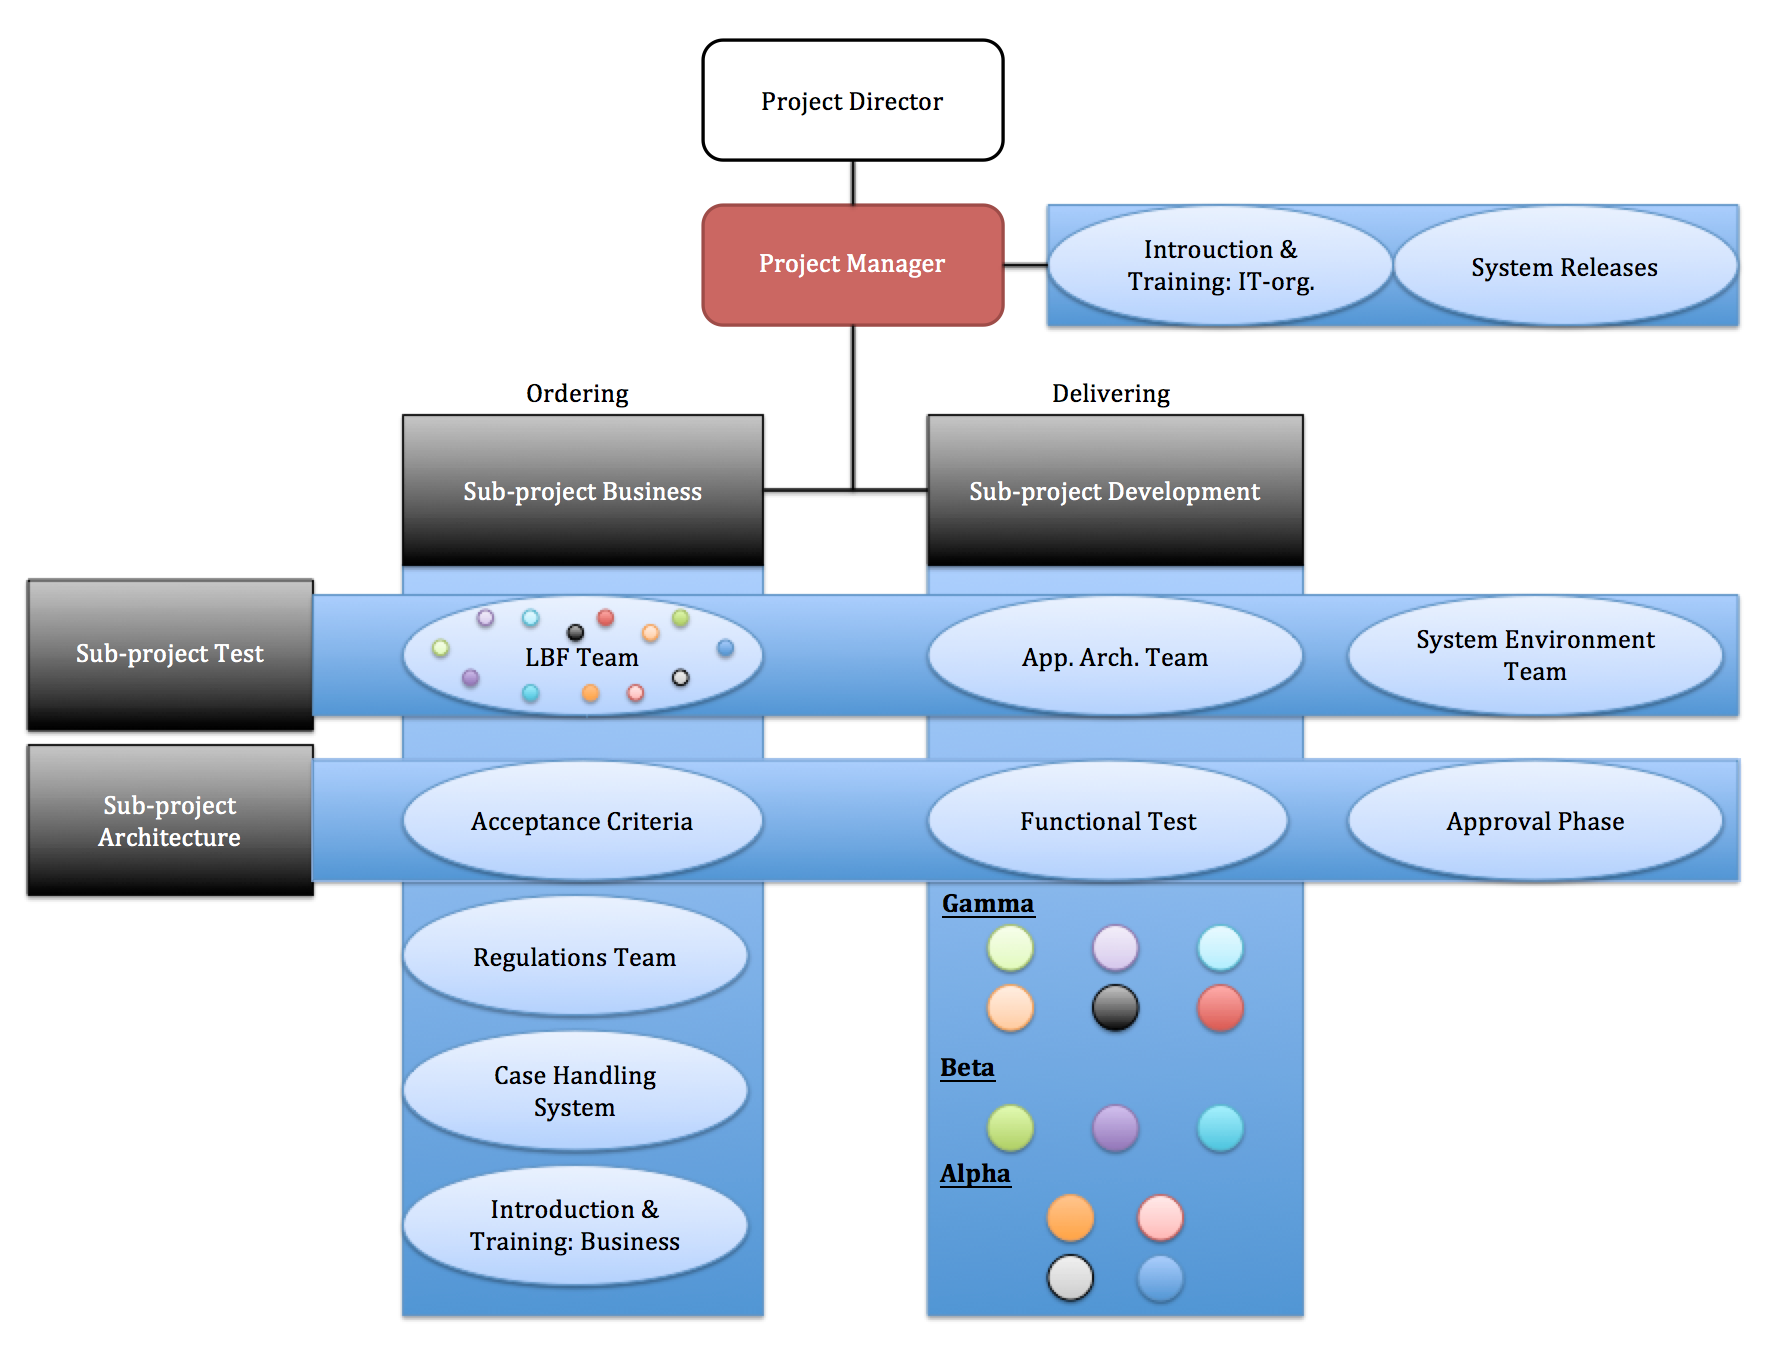 Project Director
Project Manager
Introuction &
Training: IT-org.
System Releases
Ordering
Delivering
Sub-project Business
Sub-project Development
Sub-project Test
LBF Team
App. Arch. Team
System Environment
Team
Sub-project
Architecture
Acceptance Criteria
Functional Test
Approval Phase
Regulations Team
Case Handling
System
Introduction &
Training: Business
Gamma
Beta
Alpha